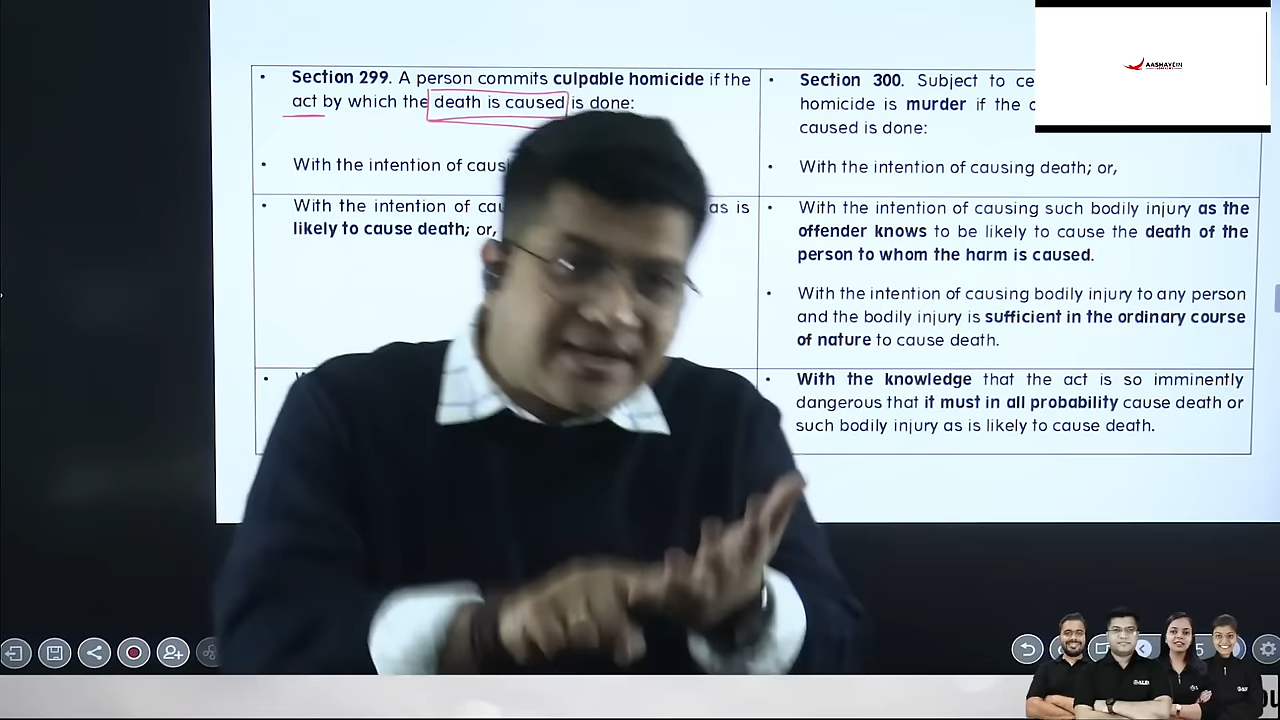 Section 299. A person commits culpable homicide if the
act by which the death is caused is done:
With the intention of
With the intention of as is
likely to cause death; or,
Section 300. Subject to
homicide is murder if the
caused is done:
With the intention of causing death; or,
With the intention of causing such bodily injury as the
offender knows to be likely to cause the death of the
person to whom the harm is caused.
With the intention of causing bodily injury to any person
and the bodily injury is sufficient in the ordinary course
of nature to cause death.
With the knowledge that the act is so imminently
dangerous that it must in all probability cause death or
such bodily injury as is likely to cause death.
AASHAYEIN
5